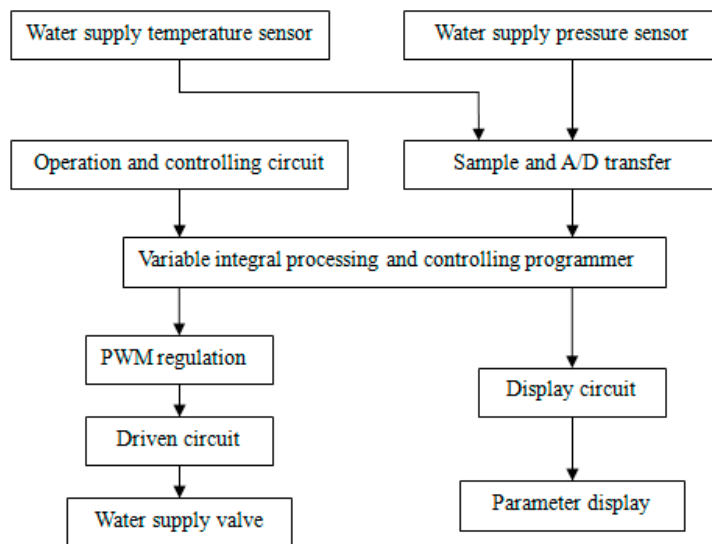 Water supply temperature sensor
Water supply pressure sensor
Operation and controlling circuit
Sample and A/D transfer
Variable integral processing and controlling programmer
PWM regulation
Display circuit
Driven circuit
Parameter display
Water supply valve